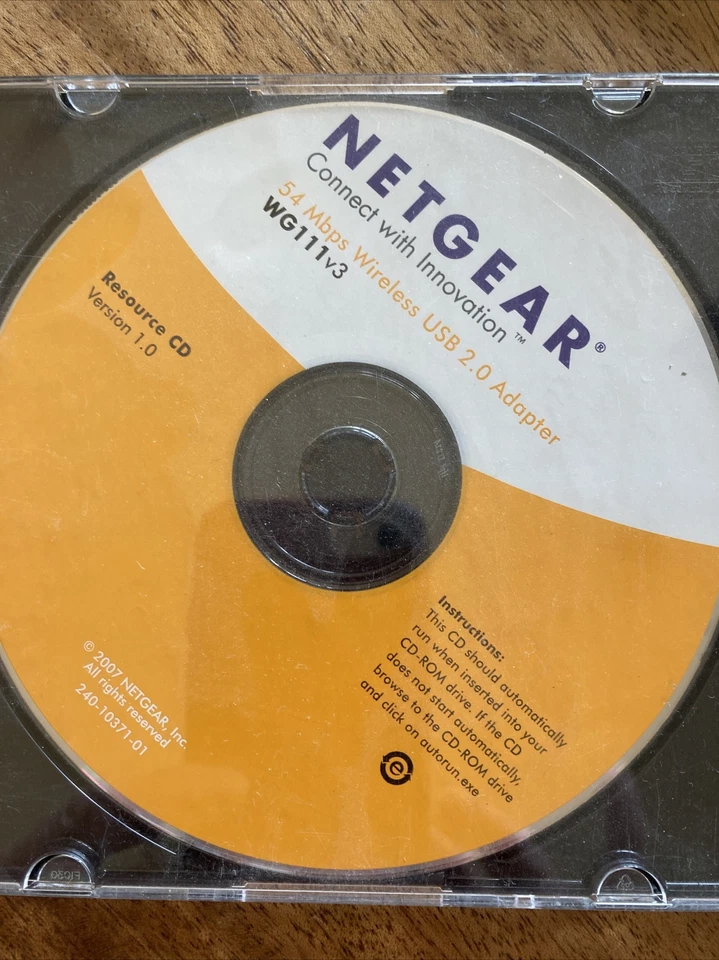 NETGEAR®
Connect with Innovation™
54 Mbps Wireless USB 2.0 Adapter
WG111v3
Resource CD
Version 1.0
Instructions:
This CD should automatically
run when inserted into your
CD-ROM drive. If the CD
does not start automatically,
browse to the CD-ROM drive
and click on autorun.exe
e
© 2007 NETGEAR, Inc.
All rights reserved
240-10371-01